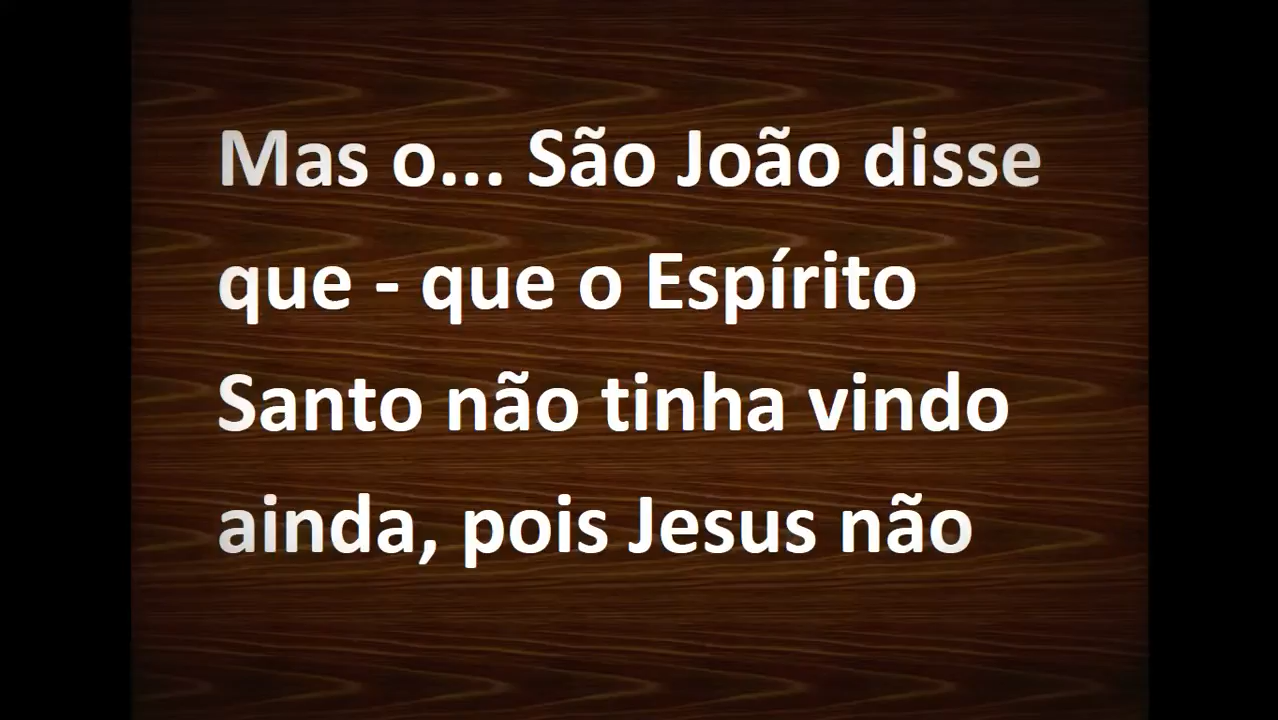 Mas o... São João disse
que - que o Espírito
Santo não tinha vindo
ainda, pois Jesus não